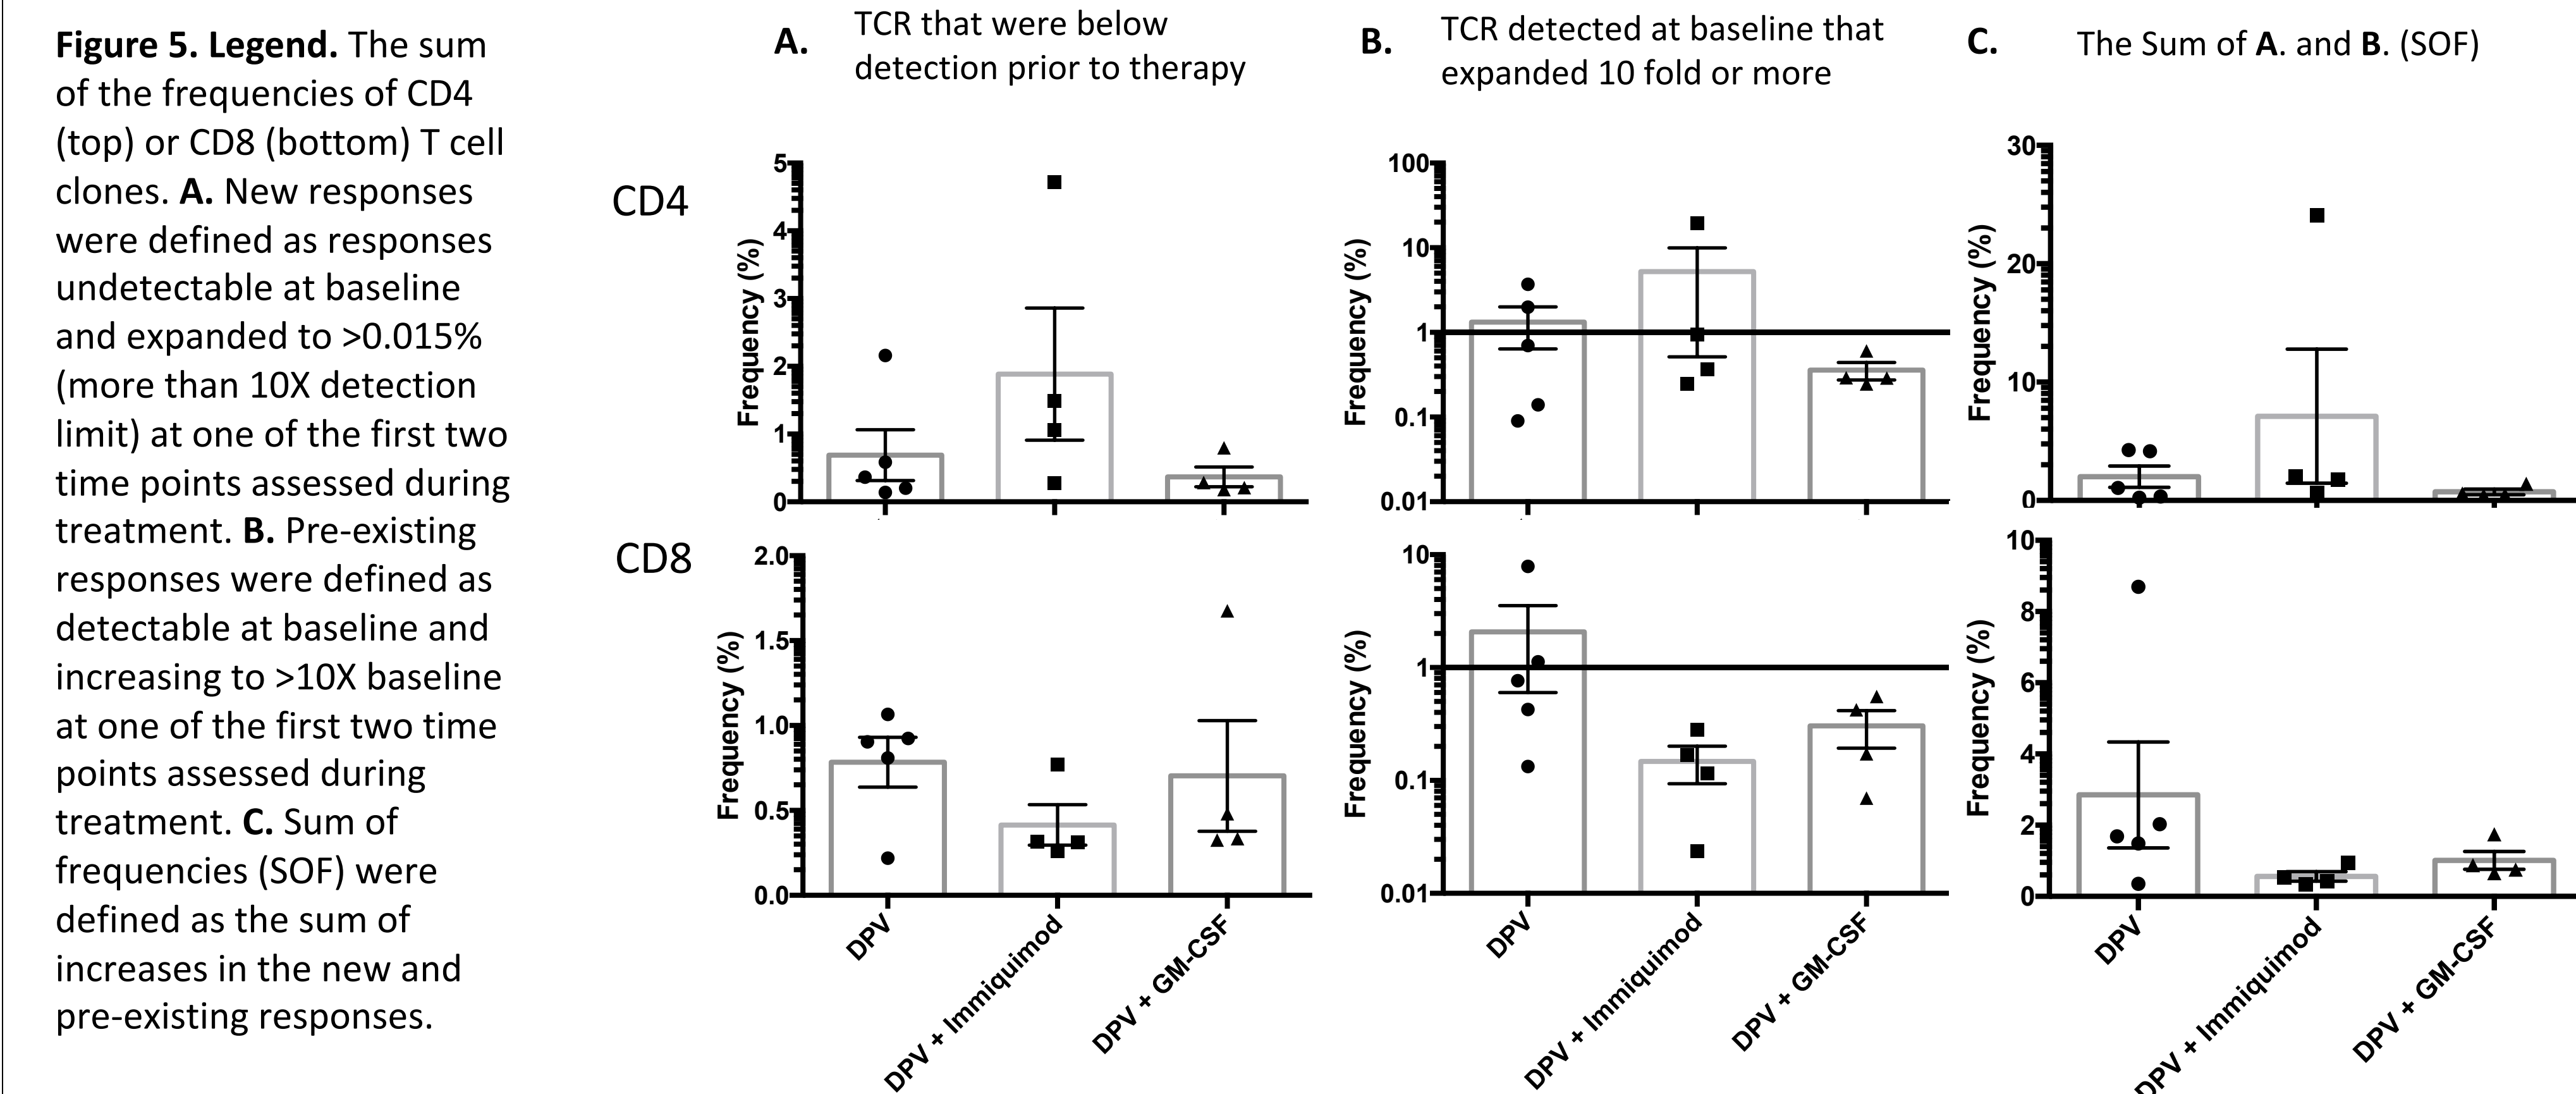 Figure 5. Legend. The sum
of the frequencies of CD4
(top) or CD8 (bottom) T cell
clones. A. New responses
were defined as responses
undetectable at baseline
and expanded to >0.015%
(more than 10X detection
limit) at one of the first two
time points assessed during
treatment. B. Pre-existing
responses were defined as
detectable at baseline and
increasing to >10X baseline
at one of the first two time
points assessed during
treatment. C. Sum of
frequencies (SOF) were
defined as the sum of
increases in the new and
pre-existing responses.
A.
TCR that were below
detection prior to therapy
B.
TCR detected at baseline that
expanded 10 fold or more
C.
The Sum of A. and B. (SOF)
CD4
Frequency (%)
5
4
3
2
1
0
Frequency (%)
100
10
1
0.1
0.01
Frequency (%)
30
20
10
0
CD8
Frequency (%)
2.0
1.5
1.0
0.5
0.0
DPV
DPV + Immiquimod
DPV + GM-CSF
Frequency (%)
10
1
0.1
0.01
DPV
DPV + Immiquimod
DPV + GM-CSF
Frequency (%)
10
8
6
4
2
0
DPV
DPV + Immiquimod
DPV + GM-CSF